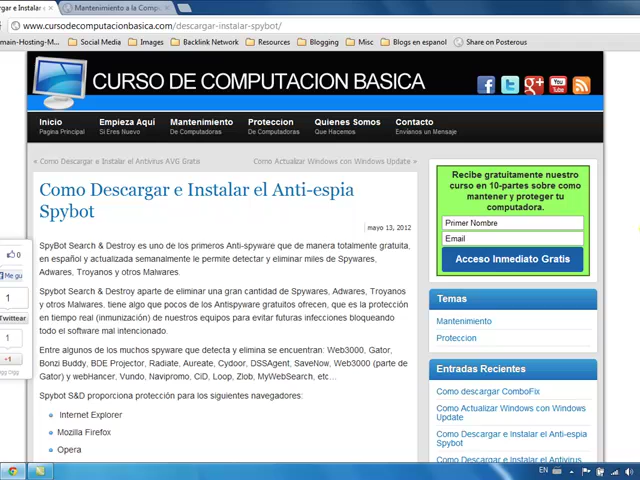 Mantenimiento a la Compu
www.cursodecomputacionbasica.com/descargar-instalar-spybot/
Social Media
Images
Backlink Network
Resources
Blogging
Misc
Blogs en espanol
Share on Posterous
CURSO DE COMPUTACION BASICA
Inicio
Pagina Principal
Empieza Aqui
Si Eres Nuevo
Mantenimiento
De Computadoras
Proteccion
De Computadoras
Quienes Somos
Que Hacemos
Contacto
Envianos un Mensaje
« Como Descargar e Instalar el Antivirus AVG Gratis
Como Actualizar Windows con Windows Update »
Como Descargar e Instalar el Anti-espia
Spybot
mayo 13, 2012
SpyBot Search & Destroy es uno de los primeros Anti-spyware que de manera totalmente gratuita,
en español y actualizada semanalmente le permite detectar y eliminar miles de Spywares,
Adwares, Troyanos y otros Malwares.
SpyBot Search & Destroy aparte de eliminar una gran cantidad de Spywares, Adwares, Troyanos
y otros Malwares, tiene algo que pocos de los Antispyware gratuitos ofrecen, que es la protección
en tiempo real (inmunización) de nuestros equipos para evitar futuras infecciones bloqueando
todo el software mal intencionado.
Entre algunos de los muchos spyware que detecta y elimina se encuentran: Web3000, Gator,
Bonzi Buddy, BDE Projector, Radiate, Aureate, Cydoor, DSSAgent, SaveNow, Web3000 (parte de
Gator) y webHancer, Vundo, Navipromo, CiD, Loop, Zlob, MyWebSearch, etc...
Spybot S&D proporciona protección para los siguientes navegadores:
Internet Explorer
Mozilla Firefox
Opera
0
Me gu
1
Twittear
1
+1
Recibe gratuitamente nuestro
curso en 10-partes sobre como
mantener y proteger tu
computadora.
Primer Nombre
Email
Acceso Inmediato Gratis
Temas
Mantenimiento
Proteccion
Entradas Recientes
Como descargar ComboFix
Como Actualizar Windows con Windows
Update
Como Descargar e Instalar el Anti-espia
Spybot
Como Descargar e Instalar el Antivirus
EN